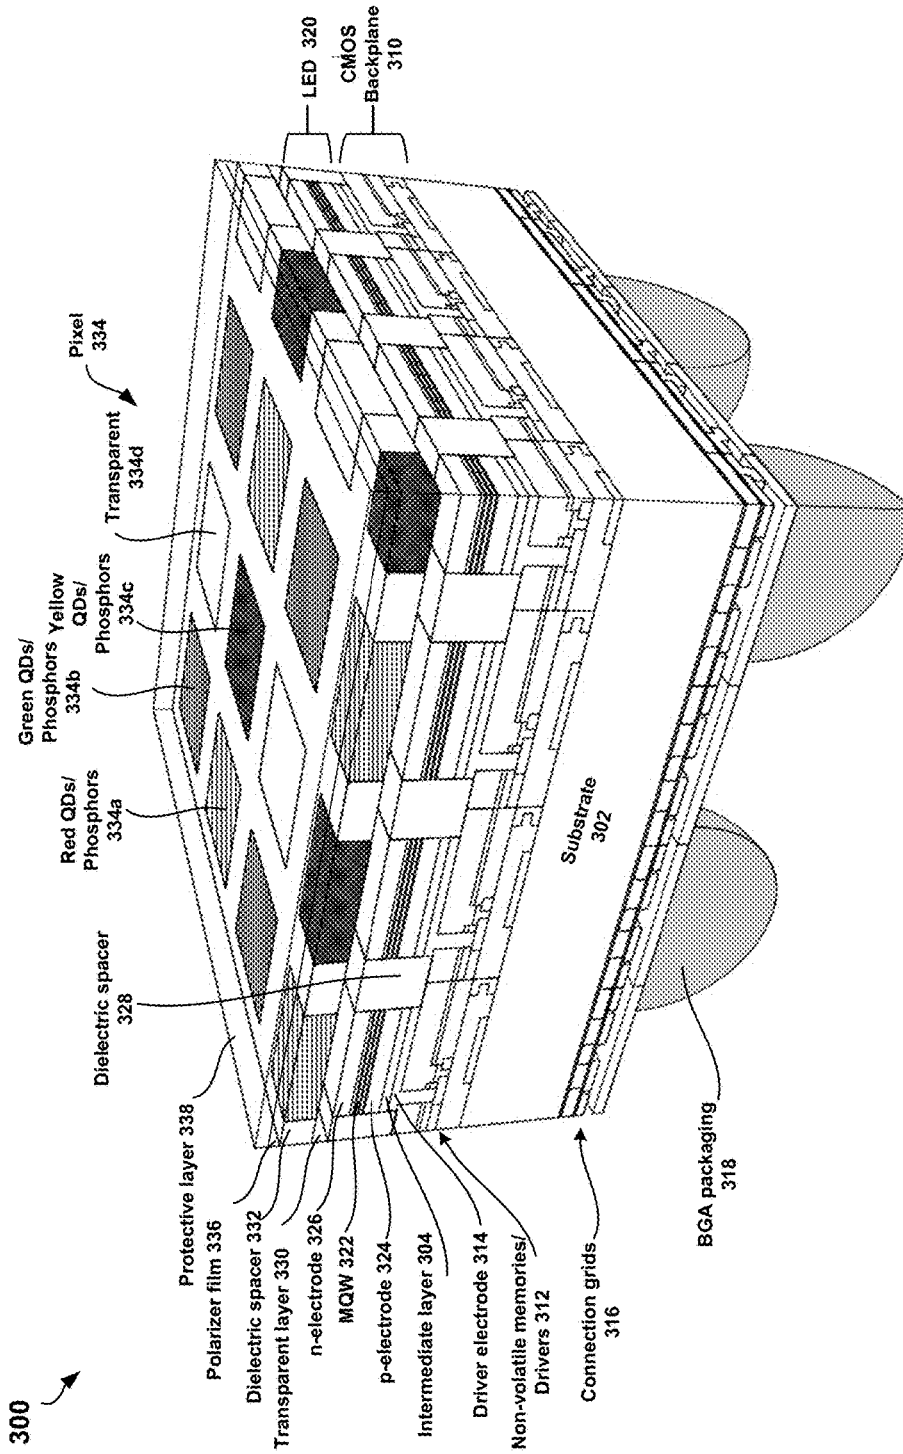 300
Protective layer 338
Polarizer film 336
Dielectric spacer 332
Transparent layer 330
n-electrode 326
MQW 322
p-electrode 324
Intermediate layer 304
Driver electrode 314
Non-volatile memories/
Drivers 312
Connection grids
316
BGA packaging
318
Dielectric spacer
328
Red QDs/
Phosphors
334a
Green QDs/
Phosphors
334b
Yellow
QDs/
Phosphors
334c
Transparent
334d
Pixel
334
LED 320
CMOS
Backplane
310
Substrate
302